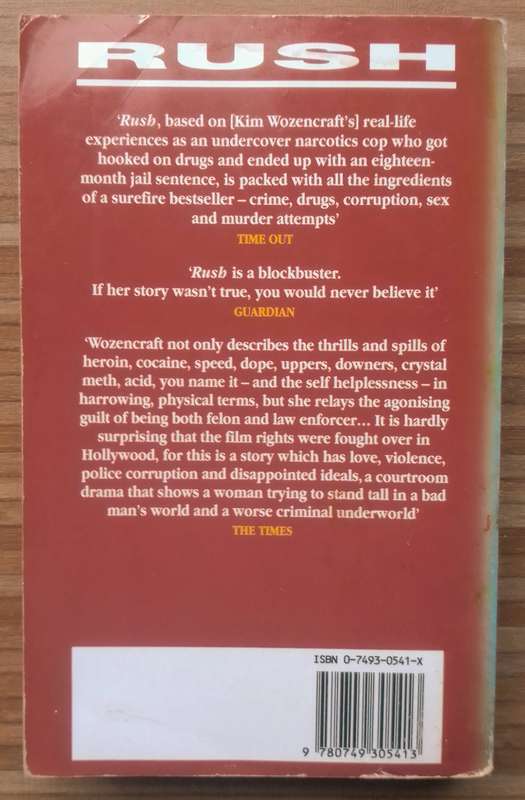 RUSH
‘Rush, based on [Kim Wozencraft's] real-life
experiences as an undercover narcotics cop who got
hooked on drugs and ended up with an eighteen-
month jail sentence, is packed with all the ingredients
of a surefire bestseller – crime, drugs, corruption, sex
and murder attempts’
TIME OUT
‘Rush is a blockbuster.
If her story wasn't true, you would never believe it’
GUARDIAN
‘Wozencraft not only describes the thrills and spills of
heroin, cocaine, speed, dope, uppers, downers, crystal
meth, acid, you name it – and the self helplessness – in
harrowing, physical terms, but she relays the agonising
guilt of being both felon and law enforcer... It is hardly
surprising that the film rights were fought over in
Hollywood, for this is a story which has love, violence,
police corruption and disappointed ideals, a courtroom
drama that shows a woman trying to stand tall in a bad
man's world and a worse criminal underworld’
THE TIMES
ISBN 0-7493-0541-X
9 780749 305413